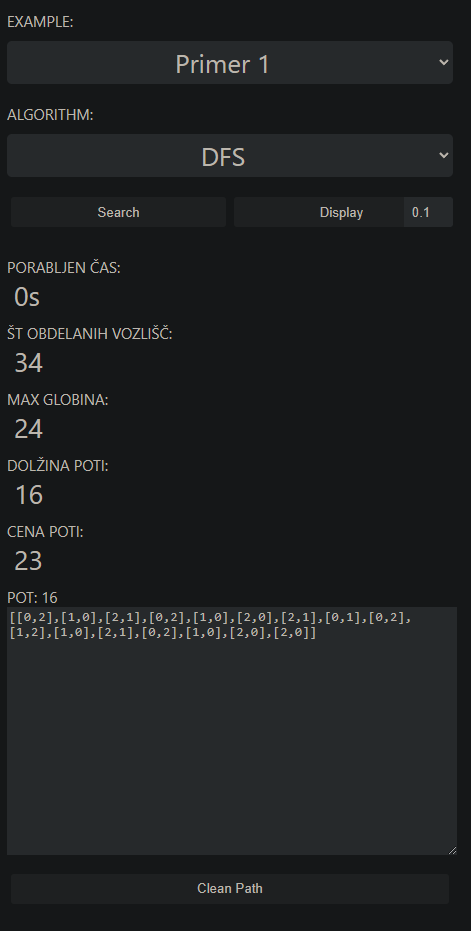 EXAMPLE:
Primer 1
ALGORITHM:
DFS
Search Display 0.1
PORABLJEN ČAS:
0s
ŠT OBDELANIH VOZLIŠČ:
34
MAX GLOBINA:
24
DOLŽINA POTI:
16
CENA POTI:
23
POT: 16
[[0,2],[1,0],[2,1],[0,2],[1,0],[2,0],[2,1],[0,1],[0,2],
[1,2],[1,0],[2,1],[0,2],[1,0],[2,0],[2,0]]
Clean Path